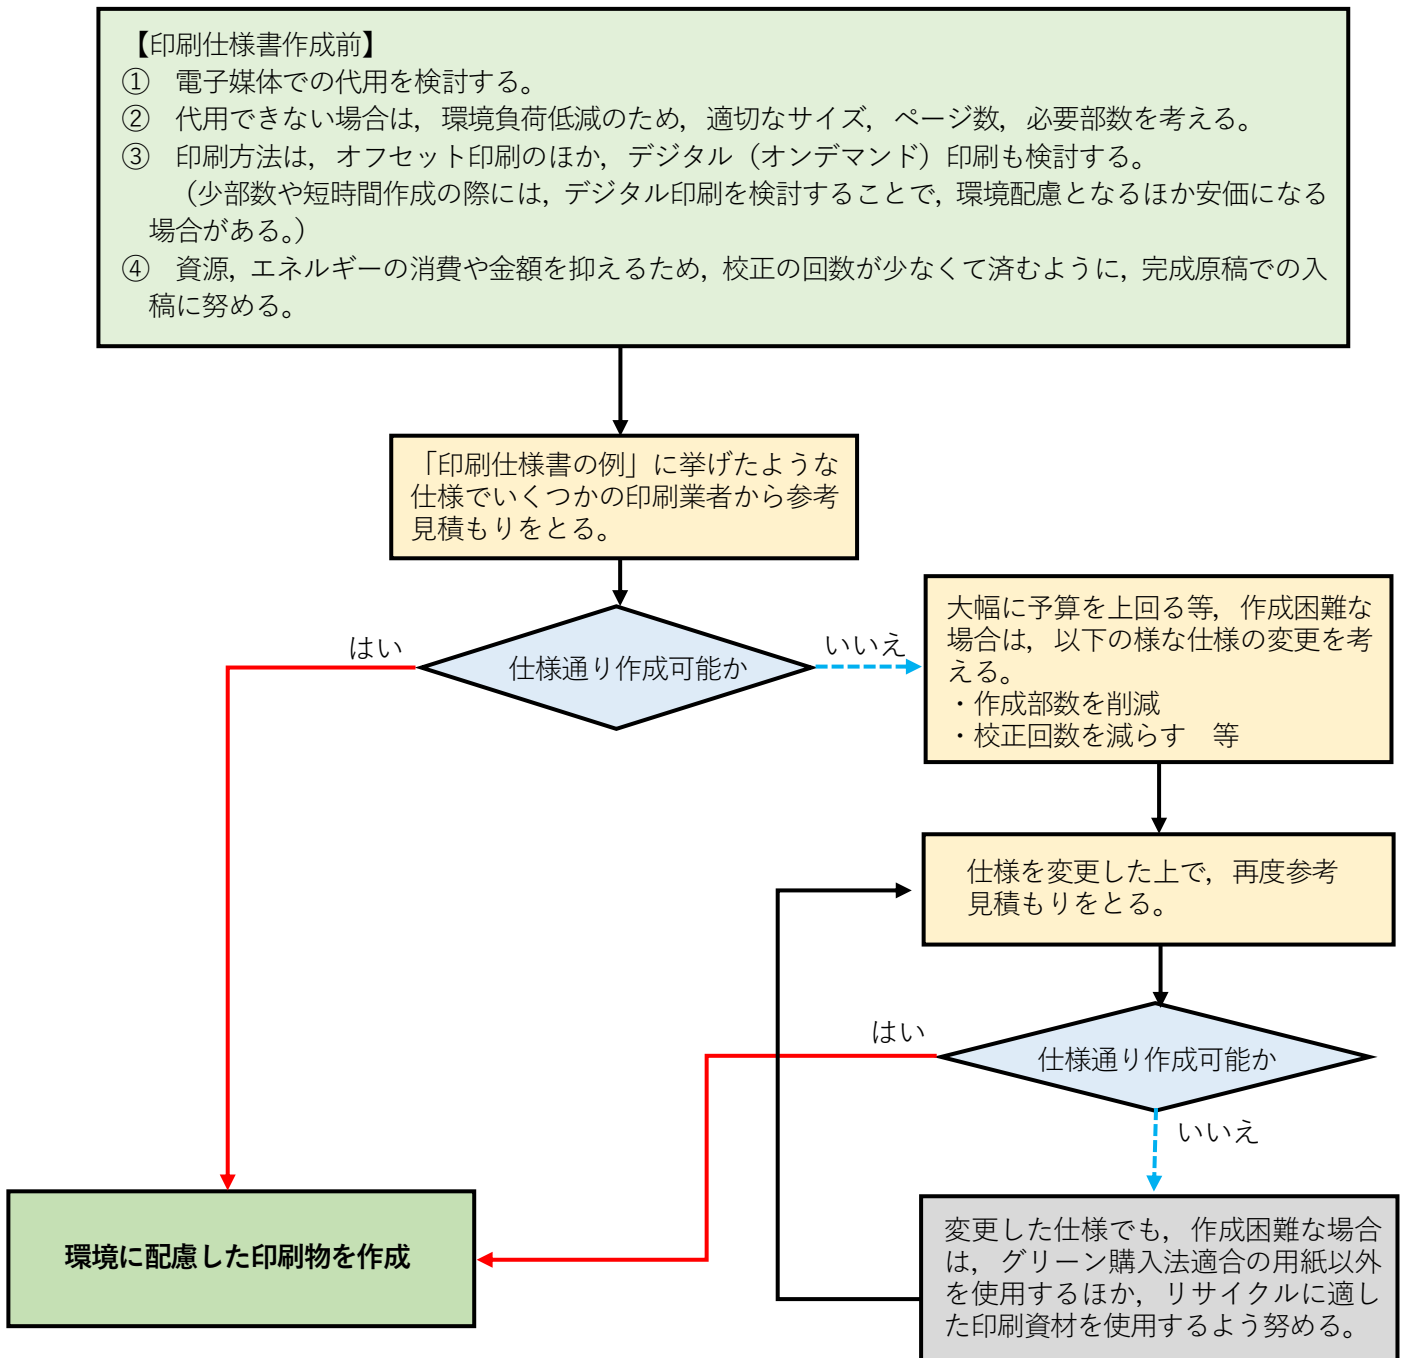 【印刷仕様書作成前】
① 電子媒体での代用を検討する。
② 代用できない場合は，環境負荷低減のため，適切なサイズ，ページ数，必要部数を考える。
③ 印刷方法は，オフセット印刷のほか，デジタル（オンデマンド）印刷も検討する。
（少部数や短時間作成の際には，デジタル印刷を検討することで，環境配慮となるほか安価になる
場合がある。）
④ 資源，エネルギーの消費や金額を抑えるため，校正の回数が少なくて済むように，完成原稿での入
稿に努める。
「印刷仕様書の例」に挙げたような
仕様でいくつかの印刷業者から参考
見積もりをとる。
仕様通り作成可能か
はい
いいえ
大幅に予算を上回る等，作成困難な
場合は，以下の様な仕様の変更を考
える。
・作成部数を削減
・校正回数を減らす 等
仕様を変更した上で，再度参考
見積もりをとる。
仕様通り作成可能か
はい
いいえ
変更した仕様でも，作成困難な場合
は，グリーン購入法適合の用紙以外
を使用するほか，リサイクルに適し
た印刷資材を使用するよう努める。
環境に配慮した印刷物を作成